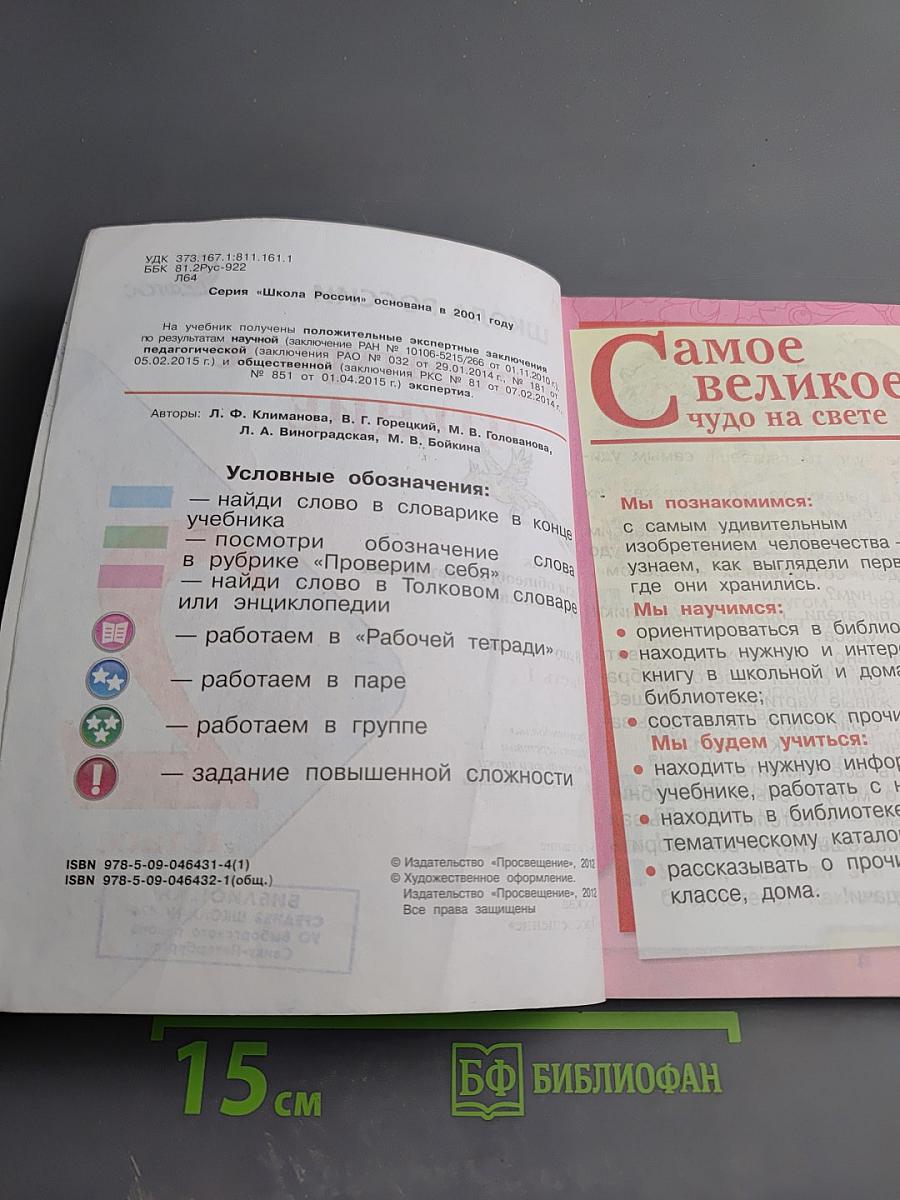 УДК 373.167.1:811.161.1
ББК 81.2Рус-922
Л64
Серия «Школа России» основана в 2001 году
На учебник получены положительные экспертные заключения
по результатам научной (заключение РАН № 10106-5215/266 от 01.11.2010 г.),
педагогической (заключения РАО № 032 от 29.01.2014 г., № 181 от
05.02.2015 г.) и общественной (заключения РКС № 81 от 07.02.2014 г.,
№ 851 от 01.04.2015 г.) экспертиз.
Авторы: Л. Ф. Климанова, В. Г. Горецкий, М. В. Голованова,
Л. А. Виноградская, М. В. Бойкина
Условные обозначения:
— найди слово в словарике в конце
учебника
— посмотри обозначение слова
в рубрике «Проверим себя»
— найди слово в Толковом словаре
или энциклопедии
— работаем в «Рабочей тетради»
— работаем в паре
— работаем в группе
— задание повышенной сложности
ISBN 978-5-09-046431-4(1)
ISBN 978-5-09-046432-1(общ.)
© Издательство «Просвещение», 2012
© Художественное оформление.
Издательство «Просвещение», 2012
Все права защищены
Самое
великое
чудо на свете
Мы познакомимся:
с самым удивительным
изобретением человечества –
узнаем, как выглядели перв
где они хранились.
Мы научимся:
• ориентироваться в библио
• находить нужную и интер
книгу в школьной и дома
библиотеке;
• составлять список прочи
Мы будем учиться:
• находить нужную инфор
учебнике, работать с н
• находить в библиотеке
тематическому катало
• рассказывать о прочи
классе, дома.
15 см
БФ БИБЛИОФАН